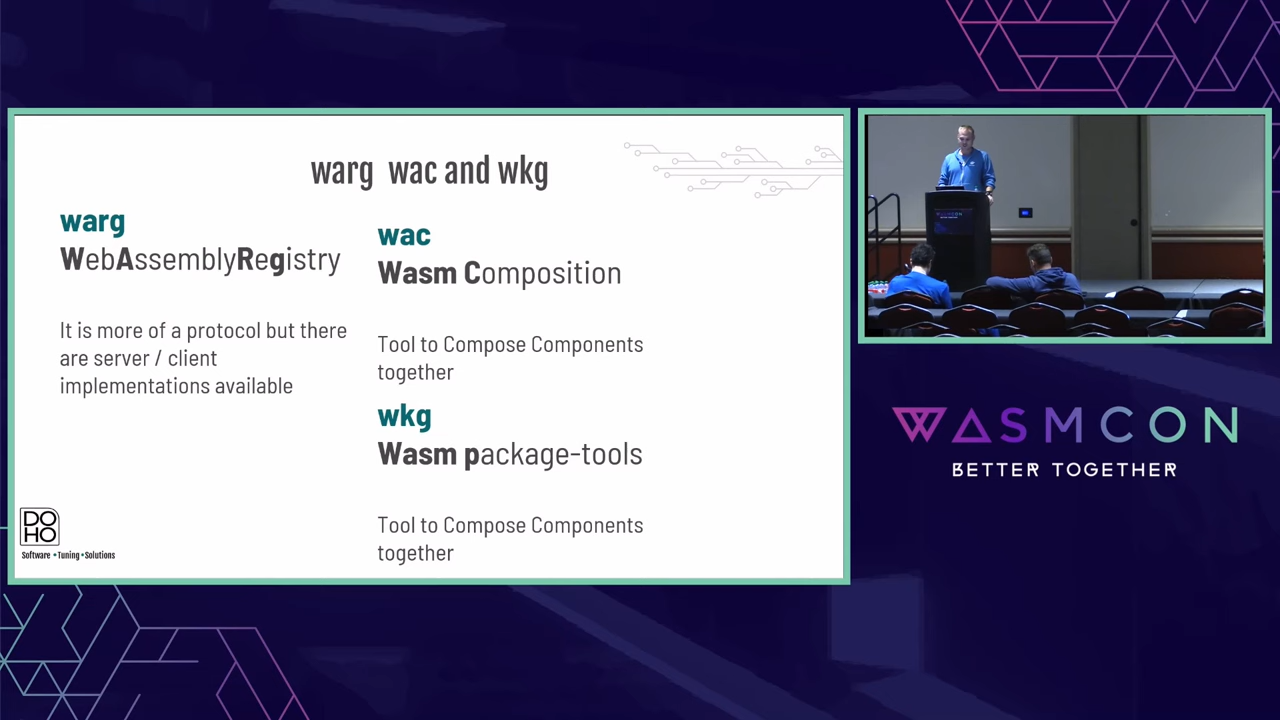 warg wac and wkg
warg
WebAssemblyRegistry
It is more of a protocol but there
are server / client
implementations available
wac
Wasm Composition
Tool to Compose Components
together
wkg
Wasm package-tools
Tool to Compose Components
together
DO
HO
Software • Tuning • Solutions
WASMCON
WASMCON
BETTER TOGETHER